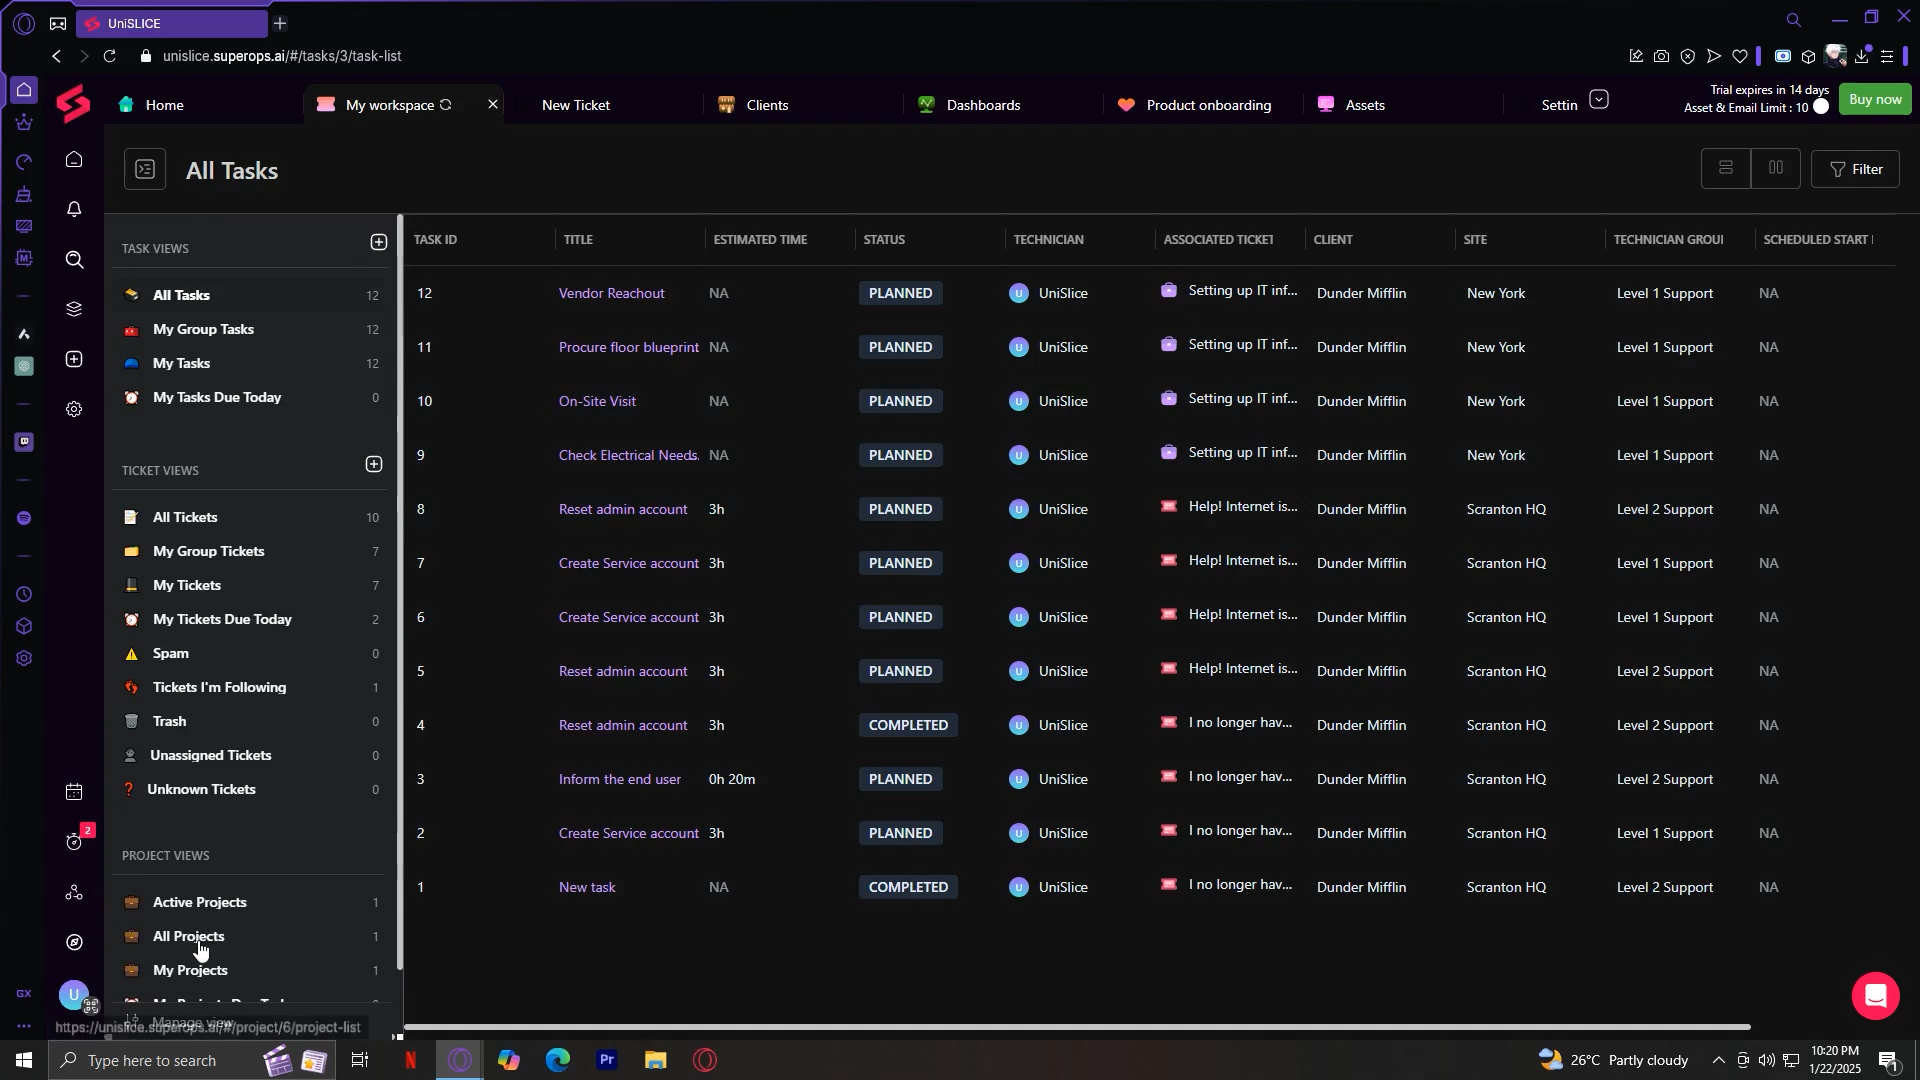 UniSLICE
unislice.superops.ai/#/tasks/3/task-list
Home
My workspace
New Ticket
Clients
Dashboards
Product onboarding
Assets
Settin
Trial expires in 14 days
Asset & Email Limit : 10
Buy now
All Tasks
Filter
TASK VIEWS
All Tasks 12
My Group Tasks 12
My Tasks 12
My Tasks Due Today 0
TICKET VIEWS
All Tickets 10
My Group Tickets 7
My Tickets 7
My Tickets Due Today 2
Spam 0
Tickets I'm Following 1
Trash 0
Unassigned Tickets 0
Unknown Tickets 0
PROJECT VIEWS
Active Projects 1
All Projects 1
My Projects 1
Manage view
https://unislice.superops.ai/#/project/6/project-list
2
U
GX
TASK ID TITLE ESTIMATED TIME STATUS TECHNICIAN ASSOCIATED TICKET CLIENT SITE TECHNICIAN GROUP SCHEDULED START
12 Vendor Reachout NA PLANNED U UniSlice Setting up IT inf... Dunder Mifflin New York Level 1 Support NA
11 Procure floor blueprint NA PLANNED U UniSlice Setting up IT inf... Dunder Mifflin New York Level 1 Support NA
10 On-Site Visit NA PLANNED U UniSlice Setting up IT inf... Dunder Mifflin New York Level 1 Support NA
9 Check Electrical Needs. NA PLANNED U UniSlice Setting up IT inf... Dunder Mifflin New York Level 1 Support NA
8 Reset admin account 3h PLANNED U UniSlice Help! Internet is... Dunder Mifflin Scranton HQ Level 2 Support NA
7 Create Service account 3h PLANNED U UniSlice Help! Internet is... Dunder Mifflin Scranton HQ Level 1 Support NA
6 Create Service account 3h PLANNED U UniSlice Help! Internet is... Dunder Mifflin Scranton HQ Level 1 Support NA
5 Reset admin account 3h PLANNED U UniSlice Help! Internet is... Dunder Mifflin Scranton HQ Level 2 Support NA
4 Reset admin account 3h COMPLETED U UniSlice I no longer hav... Dunder Mifflin Scranton HQ Level 2 Support NA
3 Inform the end user 0h 20m PLANNED U UniSlice I no longer hav... Dunder Mifflin Scranton HQ Level 2 Support NA
2 Create Service account 3h PLANNED U UniSlice I no longer hav... Dunder Mifflin Scranton HQ Level 1 Support NA
1 New task NA COMPLETED U UniSlice I no longer hav... Dunder Mifflin Scranton HQ Level 2 Support NA
Type here to search
Pr
26°C Partly cloudy
10:20 PM
1/22/2025
1